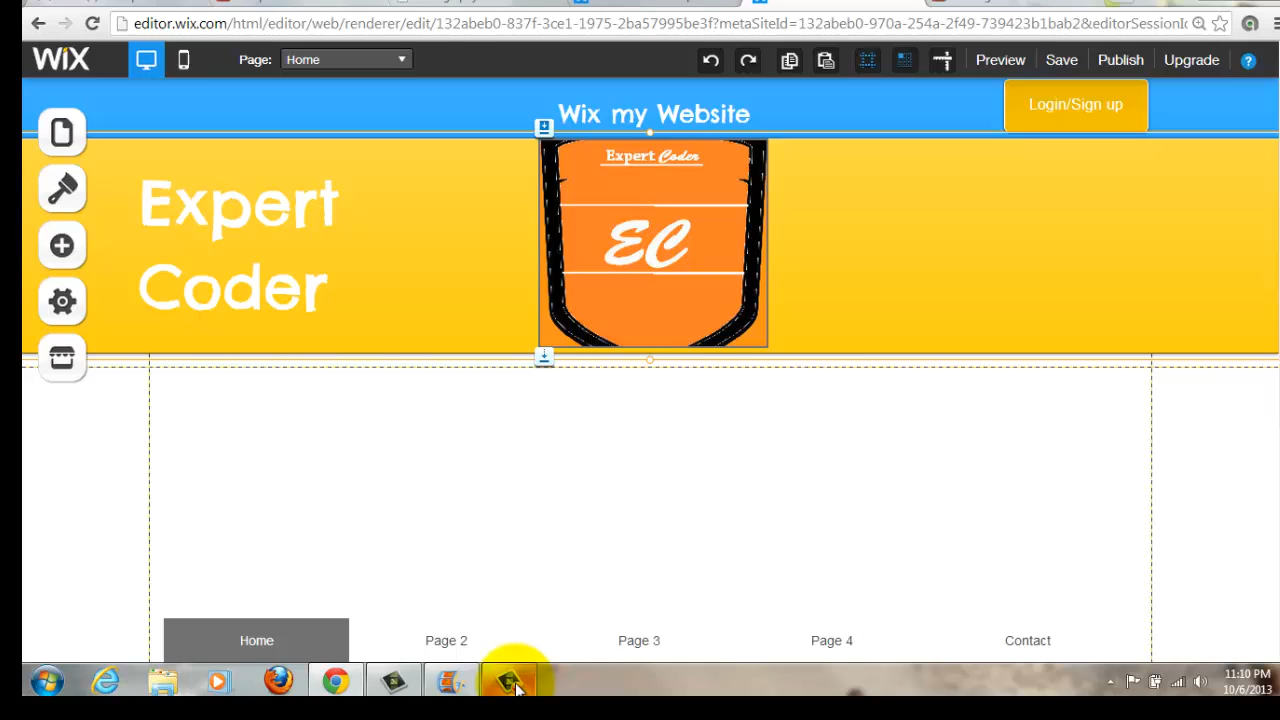 editor.wix.com/html/editor/web/renderer/edit/132abeb0-837f-3ce1-1975-2ba57995be3f?metaSiteId=132abeb0-970a-254a-2f49-739423b1bab2&editorSessionId
WiX Page: Home Preview Save Publish Upgrade ?
Wix my Website
Login/Sign up
Expert Coder
EC
Expert
Coder
Home Page 2 Page 3 Page 4 Contact
11:10 PM
10/6/2013